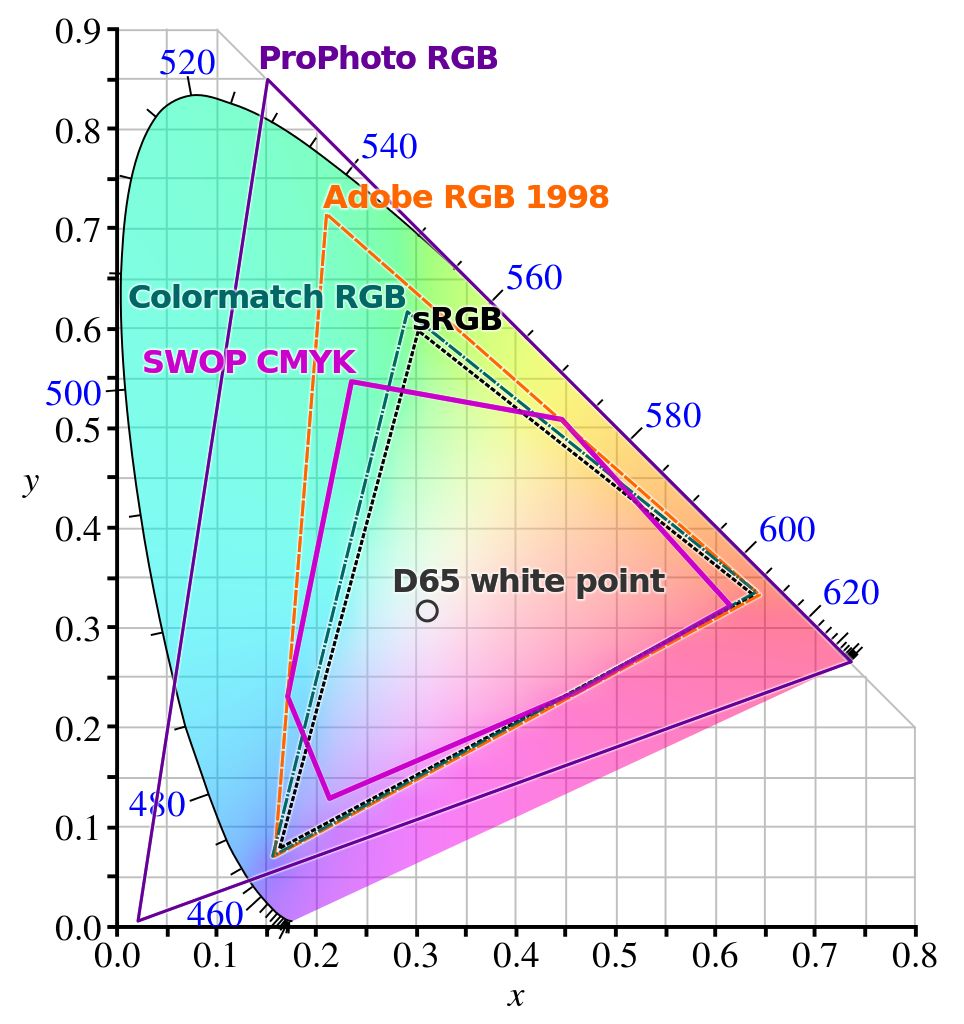 0.9
ProPhoto RGB
520
0.8
540
Adobe RGB 1998
0.7
560
Colormatch RGB
sRGB
0.6
SWOP CMYK
500
580
0.5
y
0.4
600
D65 white point
620
0.3
0.2
480
0.1
460
0.0
0.0 0.1 0.2 0.3 0.4 0.5 0.6 0.7 0.8
x